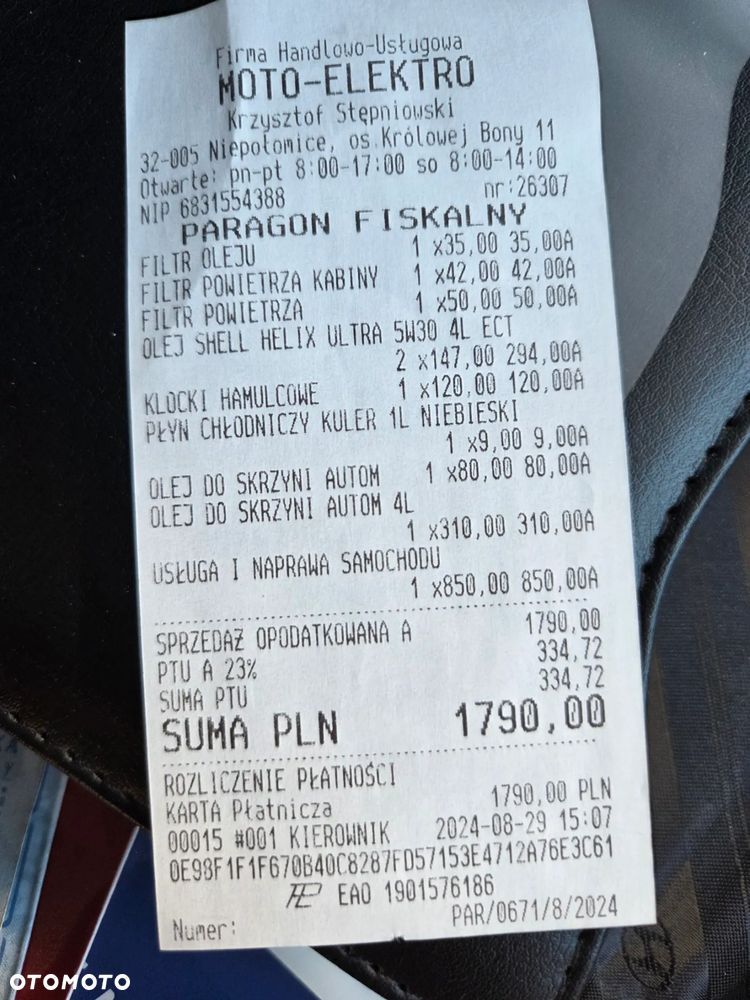 Firma Handlowo-Usługowa
MOTO-ELEKTRO
Krzysztof Stępniowski
32-005 Niepołomice, os.Królowej Bony 11
Otwarte: pn-pt 8:00-17:00 so 8:00-14:00
NIP 6831554388 nr:26307
PARAGON FISKALNY
FILTR OLEJU 1 x35,00 35,00A
FILTR POWIETRZA KABINY 1 x42,00 42,00A
FILTR POWIETRZA 1 x50,00 50,00A
OLEJ SHELL HELIX ULTRA 5W30 4L ECT
2 x147,00 294,00A
KLOCKI HAMULCOWE 1 x120,00 120,00A
PŁYN CHŁODNICZY KULER 1L NIEBIESKI
1 x9,00 9,00A
OLEJ DO SKRZYNI AUTOM 1 x80,00 80,00A
OLEJ DO SKRZYNI AUTOM 4L
1 x310,00 310,00A
USŁUGA I NAPRAWA SAMOCHODU
1 x850,00 850,00A
SPRZEDAŻ OPODATKOWANA A 1790,00
PTU A 23% 334,72
SUMA PTU 334,72
SUMA PLN 1790,00
ROZLICZENIE PŁATNOŚCI
KARTA Płatnicza 1790,00 PLN
00015 #001 KIEROWNIK 2024-08-29 15:07
0E98F1F1F670B40C8287FD57153E4712A76E3C61
EAO 1901576186
Numer: PAR/0671/8/2024
OTOMOTO